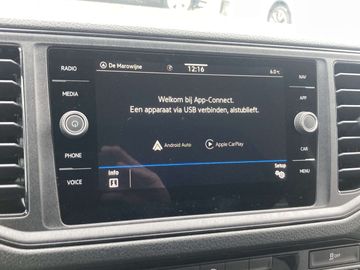 RADIO
De Marowijne
12:16
6.0°C
NAV
MEDIA
APP
Welkom bij App-Connect.
Een apparaat via USB verbinden, alstublieft.
Android Auto
Apple CarPlay
PHONE
CAR
VOICE
Info
Setup
MENU
OFF